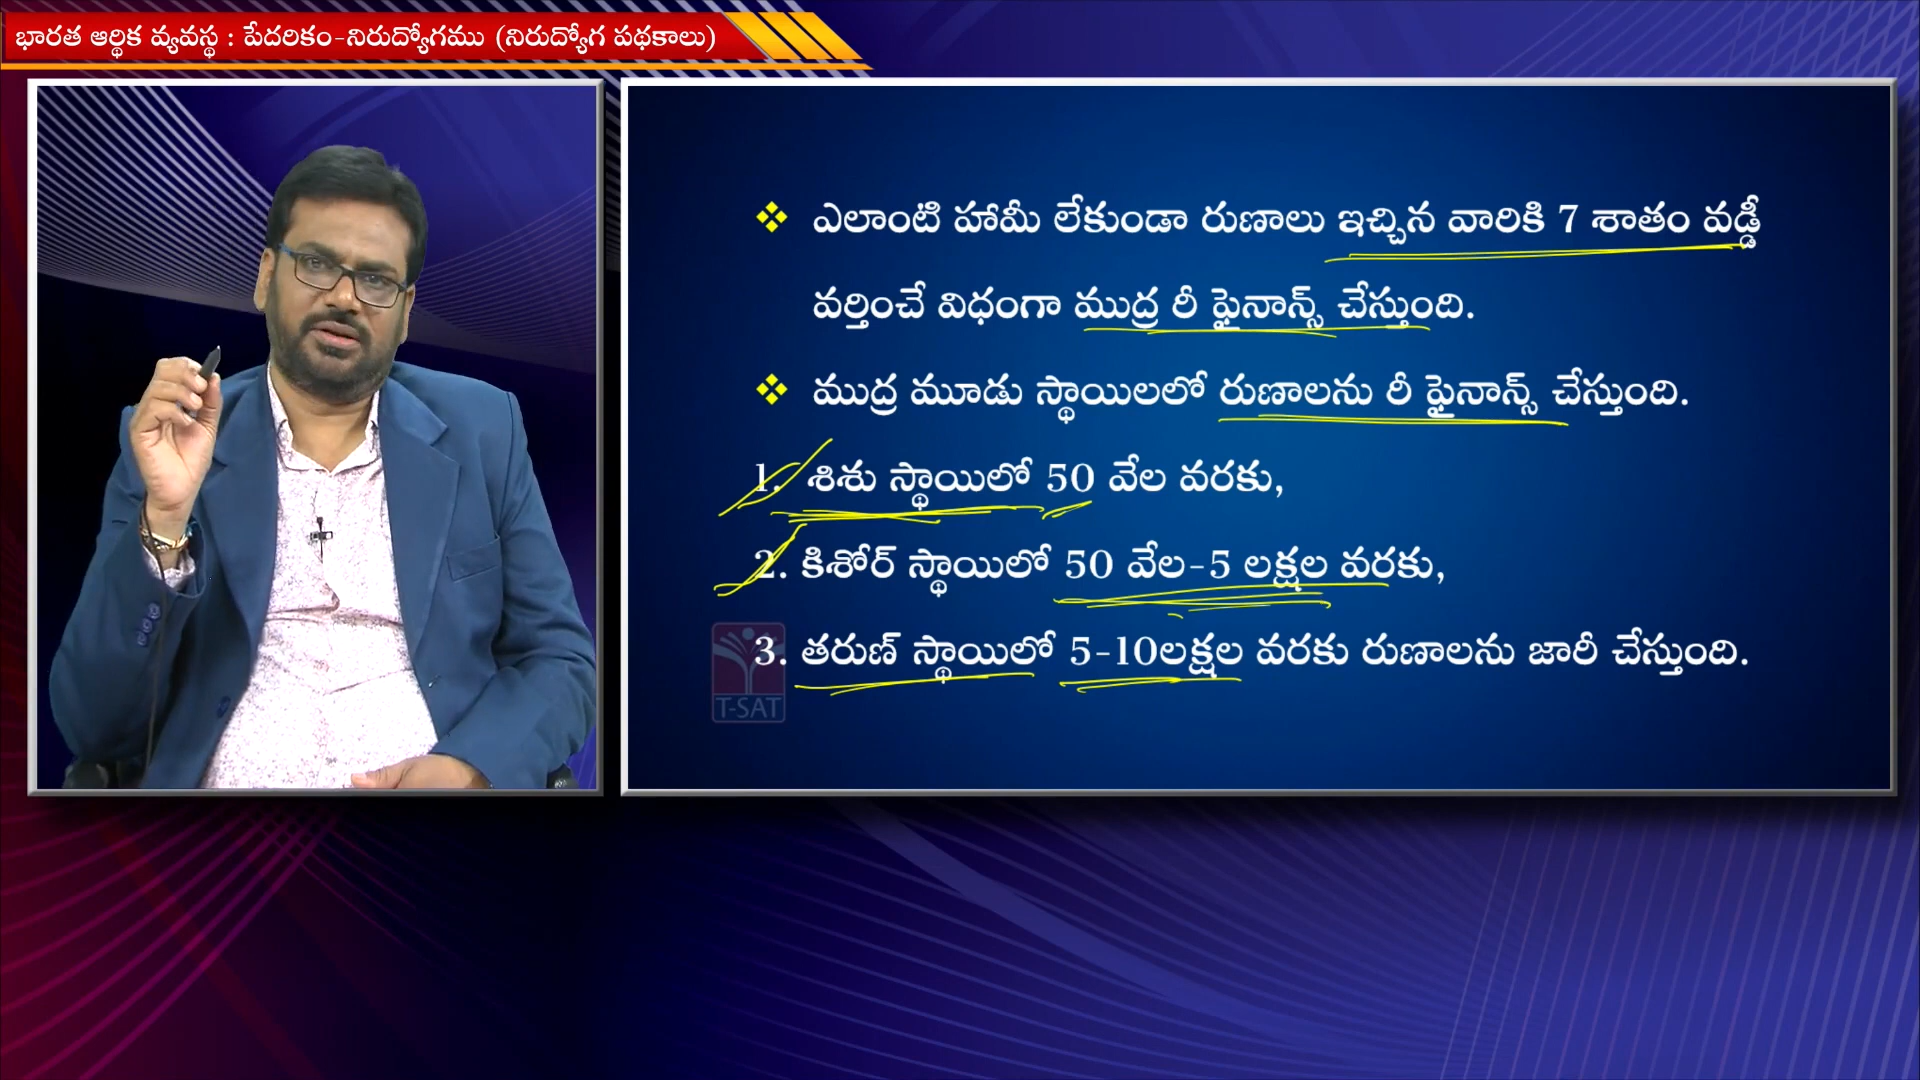 భారత ఆర్థిక వ్యవస్థ : పేదరికం-నిరుద్యోగము (నిరుద్యోగ పథకాలు)
❖ ఎలాంటి హామీ లేకుండా రుణాలు ఇచ్చిన వారికి 7 శాతం వడ్డీ
వర్తించే విధంగా ముద్ర రీ ఫైనాన్స్ చేస్తుంది.
❖ ముద్ర మూడు స్థాయిలలో రుణాలను రీ ఫైనాన్స్ చేస్తుంది.
1. శిశు స్థాయిలో 50 వేల వరకు,
2. కిశోర్ స్థాయిలో 50 వేల-5 లక్షల వరకు,
3. తరుణ్ స్థాయిలో 5-10లక్షల వరకు రుణాలను జారీ చేస్తుంది.
T-SAT